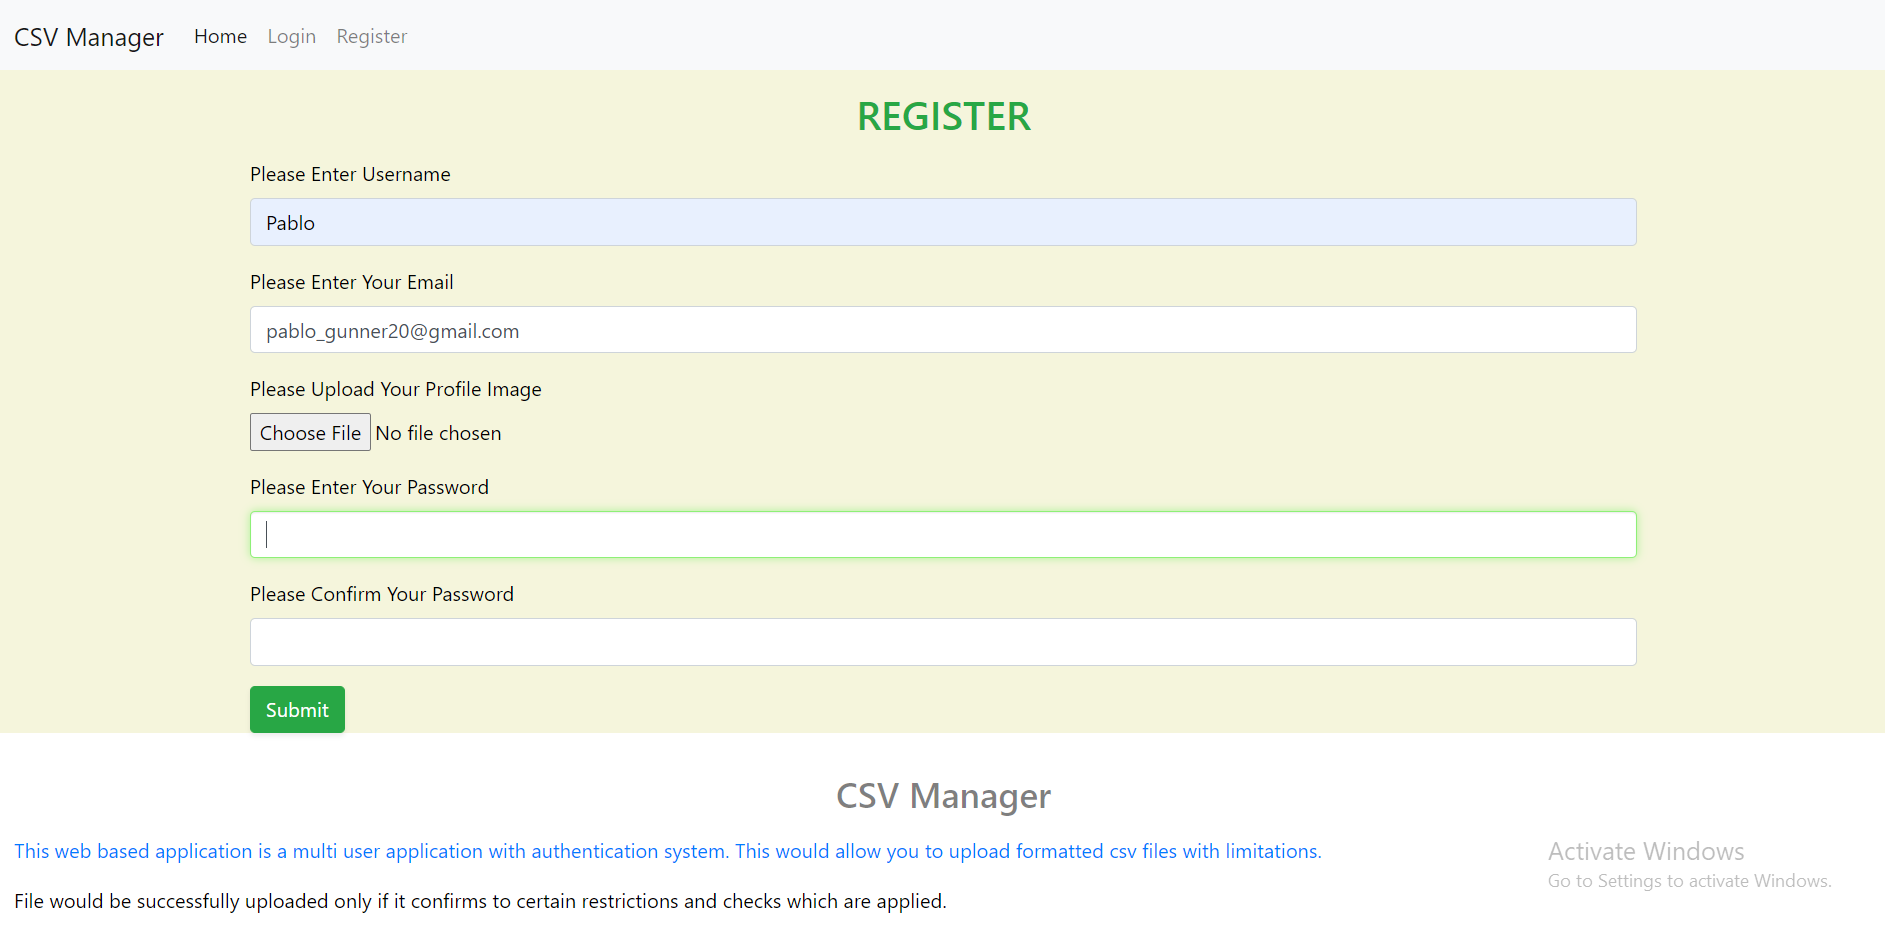 CSV Manager Home Login Register
REGISTER
Please Enter Username
Pablo
Please Enter Your Email
pablo_gunner20@gmail.com
Please Upload Your Profile Image
Choose File No file chosen
Please Enter Your Password
Please Confirm Your Password
Submit
CSV Manager
This web based application is a multi user application with authentication system. This would allow you to upload formatted csv files with limitations.
File would be successfully uploaded only if it confirms to certain restrictions and checks which are applied.
Activate Windows
Go to Settings to activate Windows.